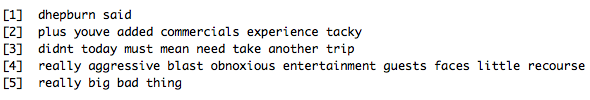 [1] dhepburn said
[2] plus youve added commercials experience tacky
[3] didnt today must mean need take another trip
[4] really aggressive blast obnoxious entertainment guests faces little recourse
[5] really big bad thing